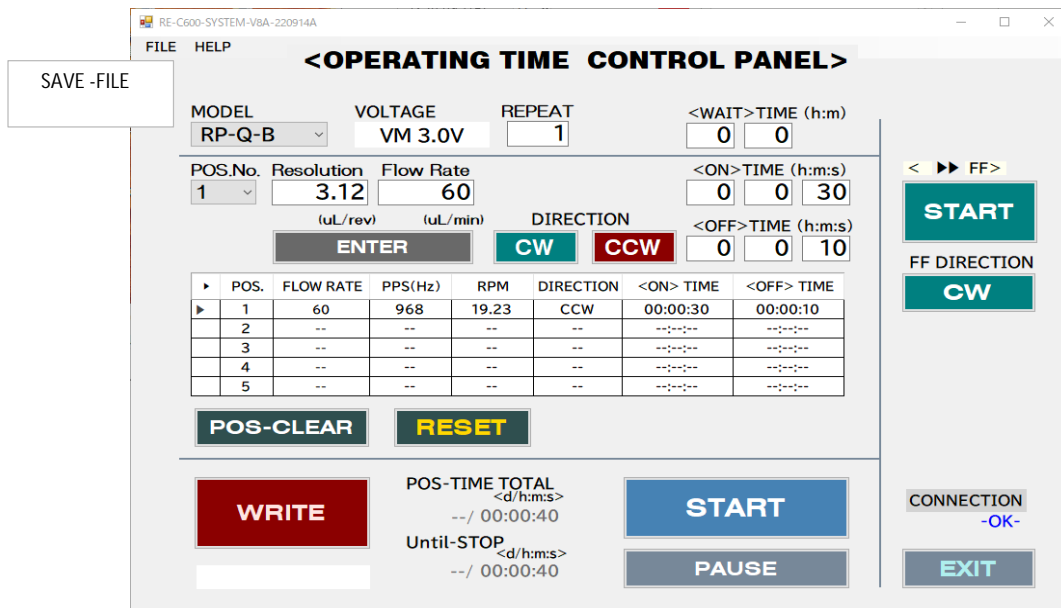 RE-C600-SYSTEM-V8A-220914A
FILE HELP
<OPERATING TIME CONTROL PANEL>
SAVE -FILE
MODEL VOLTAGE REPEAT <WAIT>TIME (h:m)
RP-Q-B VM 3.0V 1 0 0
POS.No. Resolution Flow Rate <ON>TIME (h:m:s)
1 3.12 60 0 0 30
(uL/rev) (uL/min) DIRECTION <OFF>TIME (h:m:s)
ENTER CW CCW 0 0 10
< ▶▶ FF>
START
FF DIRECTION
CW
POS. FLOW RATE PPS(Hz) RPM DIRECTION <ON> TIME <OFF> TIME
1 60 968 19.23 CCW 00:00:30 00:00:10
2 -- -- -- -- --:--:-- --:--:--
3 -- -- -- -- --:--:-- --:--:--
4 -- -- -- -- --:--:-- --:--:--
5 -- -- -- -- --:--:-- --:--:--
POS-CLEAR RESET
WRITE
POS-TIME TOTAL
<d/h:m:s>
--/ 00:00:40
Until-STOP
<d/h:m:s>
--/ 00:00:40
START
PAUSE
CONNECTION
-OK-
EXIT